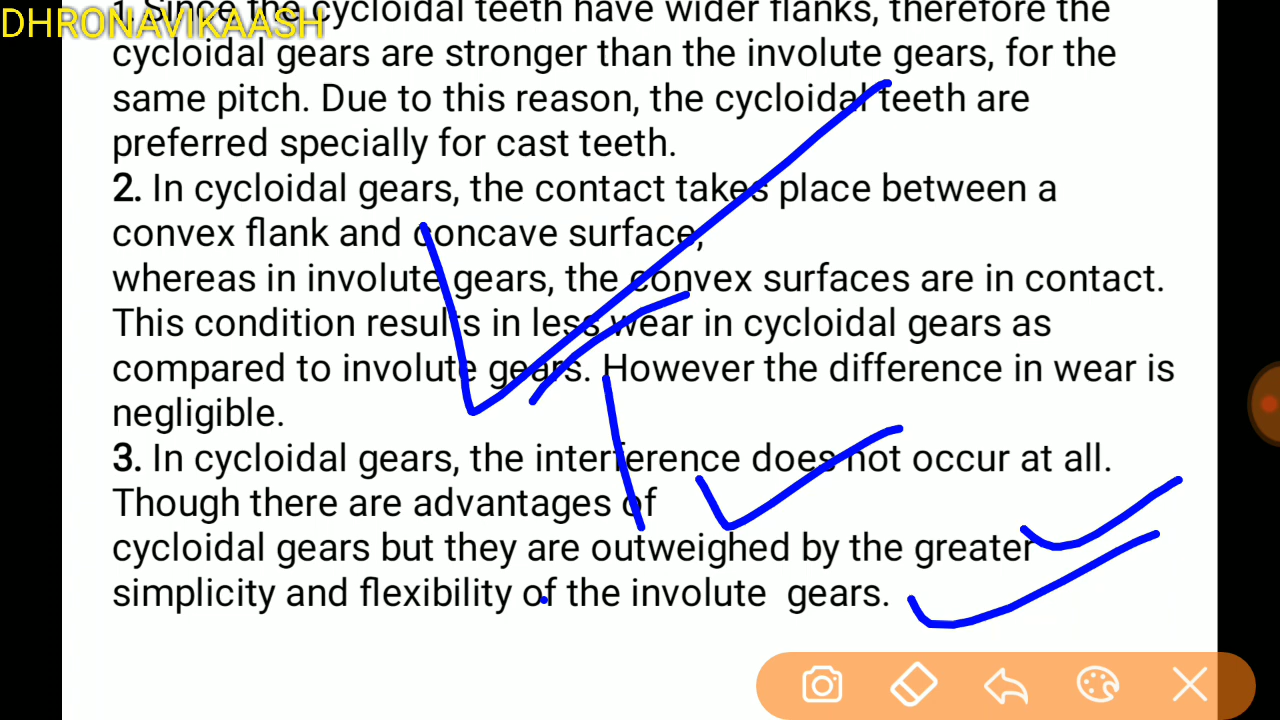 DHRONAVIKAASH
1. Since the cycloidal teeth have wider flanks, therefore the
cycloidal gears are stronger than the involute gears, for the
same pitch. Due to this reason, the cycloidal teeth are
preferred specially for cast teeth.
2. In cycloidal gears, the contact takes place between a
convex flank and concave surface,
whereas in involute gears, the convex surfaces are in contact.
This condition results in less wear in cycloidal gears as
compared to involute gears. However the difference in wear is
negligible.
3. In cycloidal gears, the interference does not occur at all.
Though there are advantages of
cycloidal gears but they are outweighed by the greater
simplicity and flexibility of the involute gears.